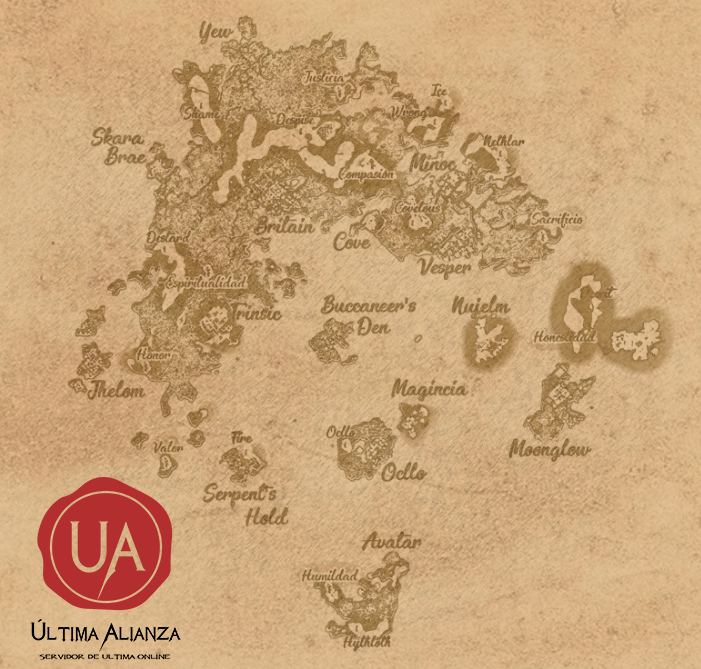 Yew
Justicia
Ice
Shame
Wrong
Despise
Skara
Brae
Nelhtar
Minoc
Compasión
Covetous
Sacrificio
Britain
Cove
Destard
Vesper
Espiritualidad
Buccaneer's
Den
Nujelm
Trinsic
Honestidad
Honor
Jhelom
Magincia
Ocllo
Fire
Valor
Moonglow
Ocllo
Serpent's
Hold
Avatar
Humildad
Hythloth
UA
ÚLTIMA ALIANZA
SERVIDOR DE ULTIMA ONLINE